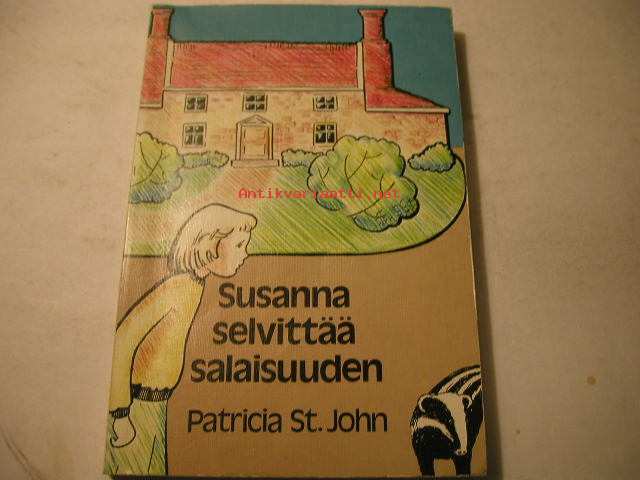 Antikvariaatti.net
Susanna
selvittää
salaisuuden
Patricia St. John